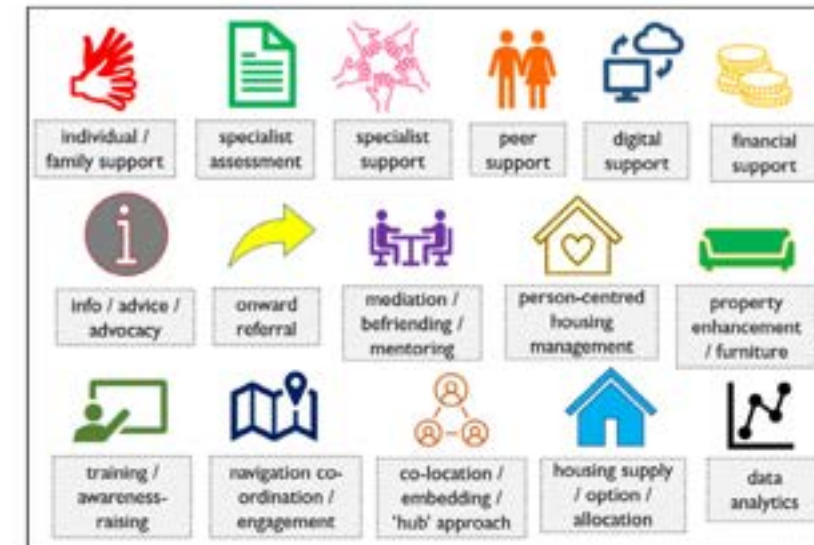 individual /
family support
specialist
assessment
specialist
support
peer
support
digital
support
financial
support
info / advice /
advocacy
onward
referral
mediation /
befriending /
mentoring
person-centred
housing
management
property
enhancement
/ furniture
training /
awareness-
raising
navigation co-
ordination /
engagement
co-location /
embedding /
'hub' approach
housing supply
/ option /
allocation
data
analytics